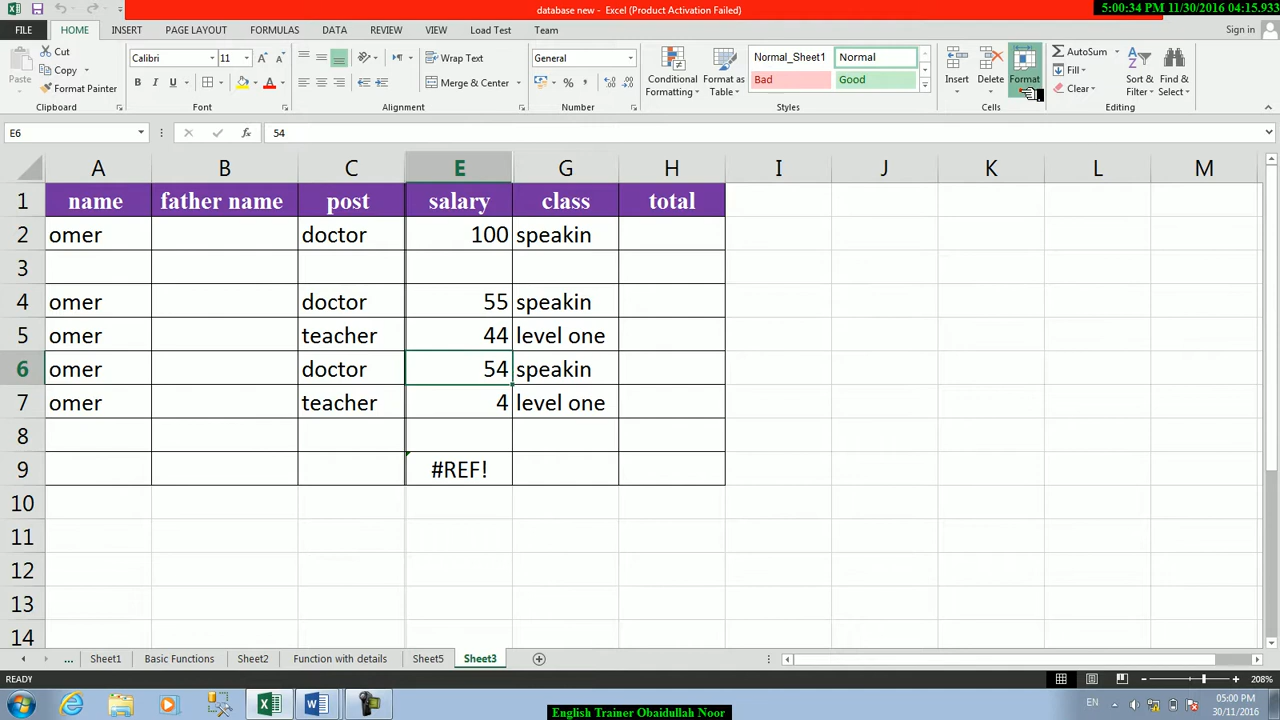 database new - Excel (Product Activation Failed)
5:00:34 PM 11/30/2016 04:15.933
FILE HOME INSERT PAGE LAYOUT FORMULAS DATA REVIEW VIEW Load Test Team Sign in
Paste Cut Copy Format Painter Clipboard
Calibri 11 B I U A A A Font
Wrap Text Merge & Center Alignment
General % , Number
Conditional Formatting Format as Table Normal_Sheet1 Normal Bad Good Styles
Insert Delete Format Cells
AutoSum Fill Clear Sort & Filter Find & Select Editing
E6 fx 54
A B C E G H I J K L M
1 name father name post salary class total
2 omer doctor 100 speakin
3
4 omer doctor 55 speakin
5 omer teacher 44 level one
6 omer doctor 54 speakin
7 omer teacher 4 level one
8
9 #REF!
10
11
12
13
14
... Sheet1 Basic Functions Sheet2 Function with details Sheet5 Sheet3
READY 208%
EN 05:00 PM
30/11/2016
English Trainer Obaidullah Noor